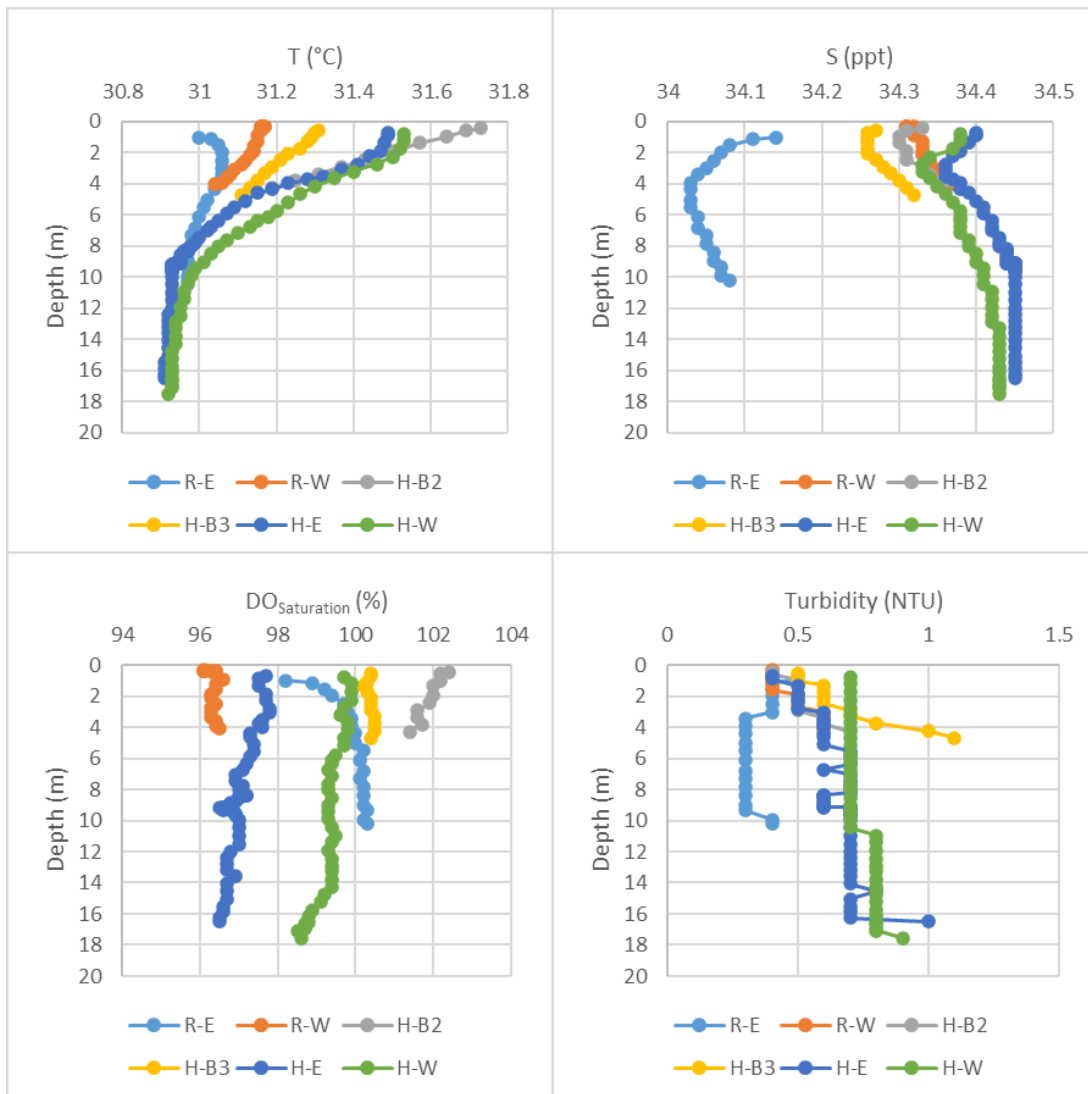 T (°C)
30.8 31 31.2 31.4 31.6 31.8
0
2
4
6
8
10
12
14
16
18
20
Depth (m)
R-E R-W H-B2
H-B3 H-E H-W
S (ppt)
34 34.1 34.2 34.3 34.4 34.5
0
2
4
6
8
10
12
14
16
18
20
Depth (m)
R-E R-W H-B2
H-B3 H-E H-W
DOSaturation (%)
94 96 98 100 102 104
0
2
4
6
8
10
12
14
16
18
20
Depth (m)
R-E R-W H-B2
H-B3 H-E H-W
Turbidity (NTU)
0 0.5 1 1.5
0
2
4
6
8
10
12
14
16
18
20
Depth (m)
R-E R-W H-B2
H-B3 H-E H-W